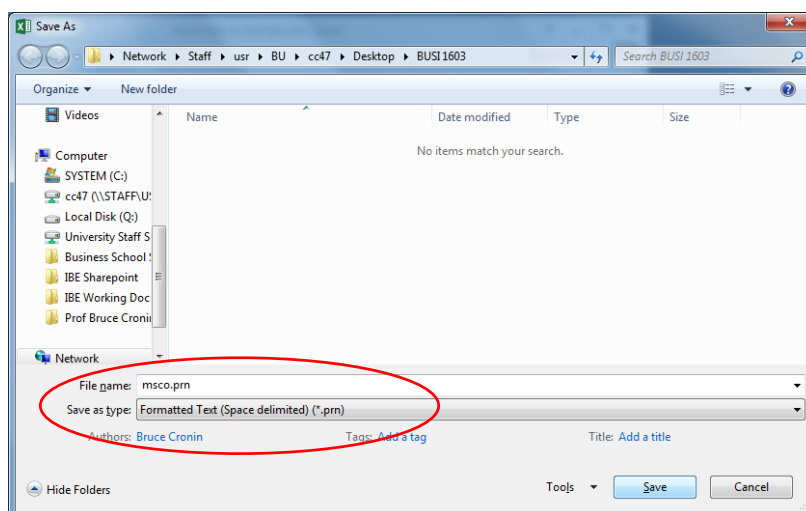 Save As
Network Staff usr BU cc47 Desktop BUSI 1603 Search BUSI 1603
Organize New folder
Videos
Name Date modified Type Size
No items match your search.
Computer
SYSTEM (C:)
cc47 (\\STAFF\U
Local Disk (Q:)
University Staff S
Business School
IBE Sharepoint
IBE Working Doc
Prof Bruce Croni
Network
File name: msco.prn
Save as type: Formatted Text (Space delimited) (*.prn)
Authors: Bruce Cronin Tags: Add a tag Title: Add a title
Hide Folders Tools Save Cancel